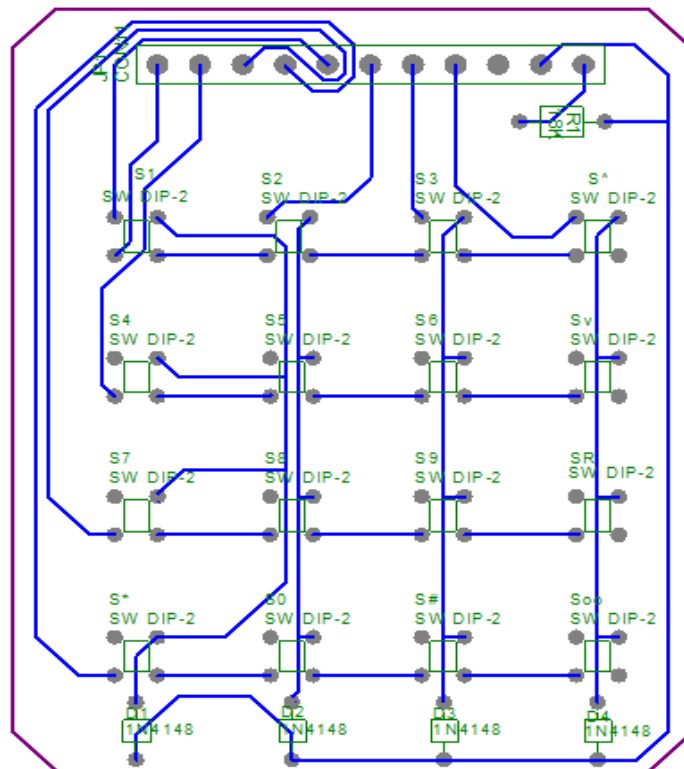 S1
SW DIP-2
S2
SW DIP-2
S3
SW DIP-2
S^
SW DIP-2
S4
SW DIP-2
S5
SW DIP-2
S6
SW DIP-2
Sv
SW DIP-2
S7
SW DIP-2
S8
SW DIP-2
S9
SW DIP-2
SR
SW DIP-2
S*
SW DIP-2
S0
SW DIP-2
S#
SW DIP-2
Soo
SW DIP-2
R1
D1
1N4148
D2
1N4148
D3
1N4148
D4
1N4148